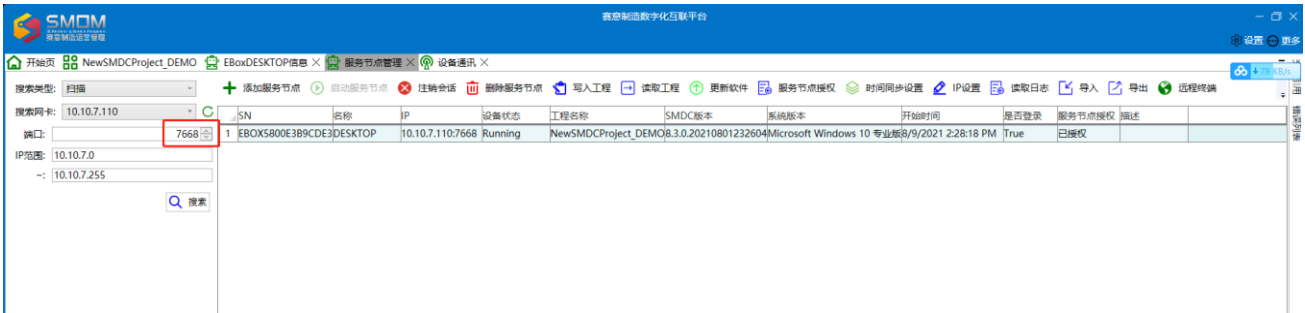 赛意制造数字化互联平台
SMOM
赛意制造运营管理
设置 更多
开始页 NewSMDCProject_DEMO EBoxDESKTOP信息 服务节点管理 设备通讯
78 KB/s
搜索类型: 扫描
添加服务节点 启动服务节点 注销会话 删除服务节点 写入工程 读取工程 更新软件 服务节点授权 时间同步设置 IP设置 读取日志 导入 导出 远程终端
搜索网卡: 10.10.7.110
SN 名称 IP 设备状态 工程名称 SMDC版本 系统版本 开始时间 是否登录 服务节点授权 描述
端口: 7668
1 EBOX5800E3B9CDE3 DESKTOP 10.10.7.110:7668 Running NewSMDCProject_DEMO 8.3.0.20210801232604 Microsoft Windows 10 专业版 8/9/2021 2:28:18 PM True 已授权
IP范围: 10.10.7.0
~: 10.10.7.255
搜索
错误列表